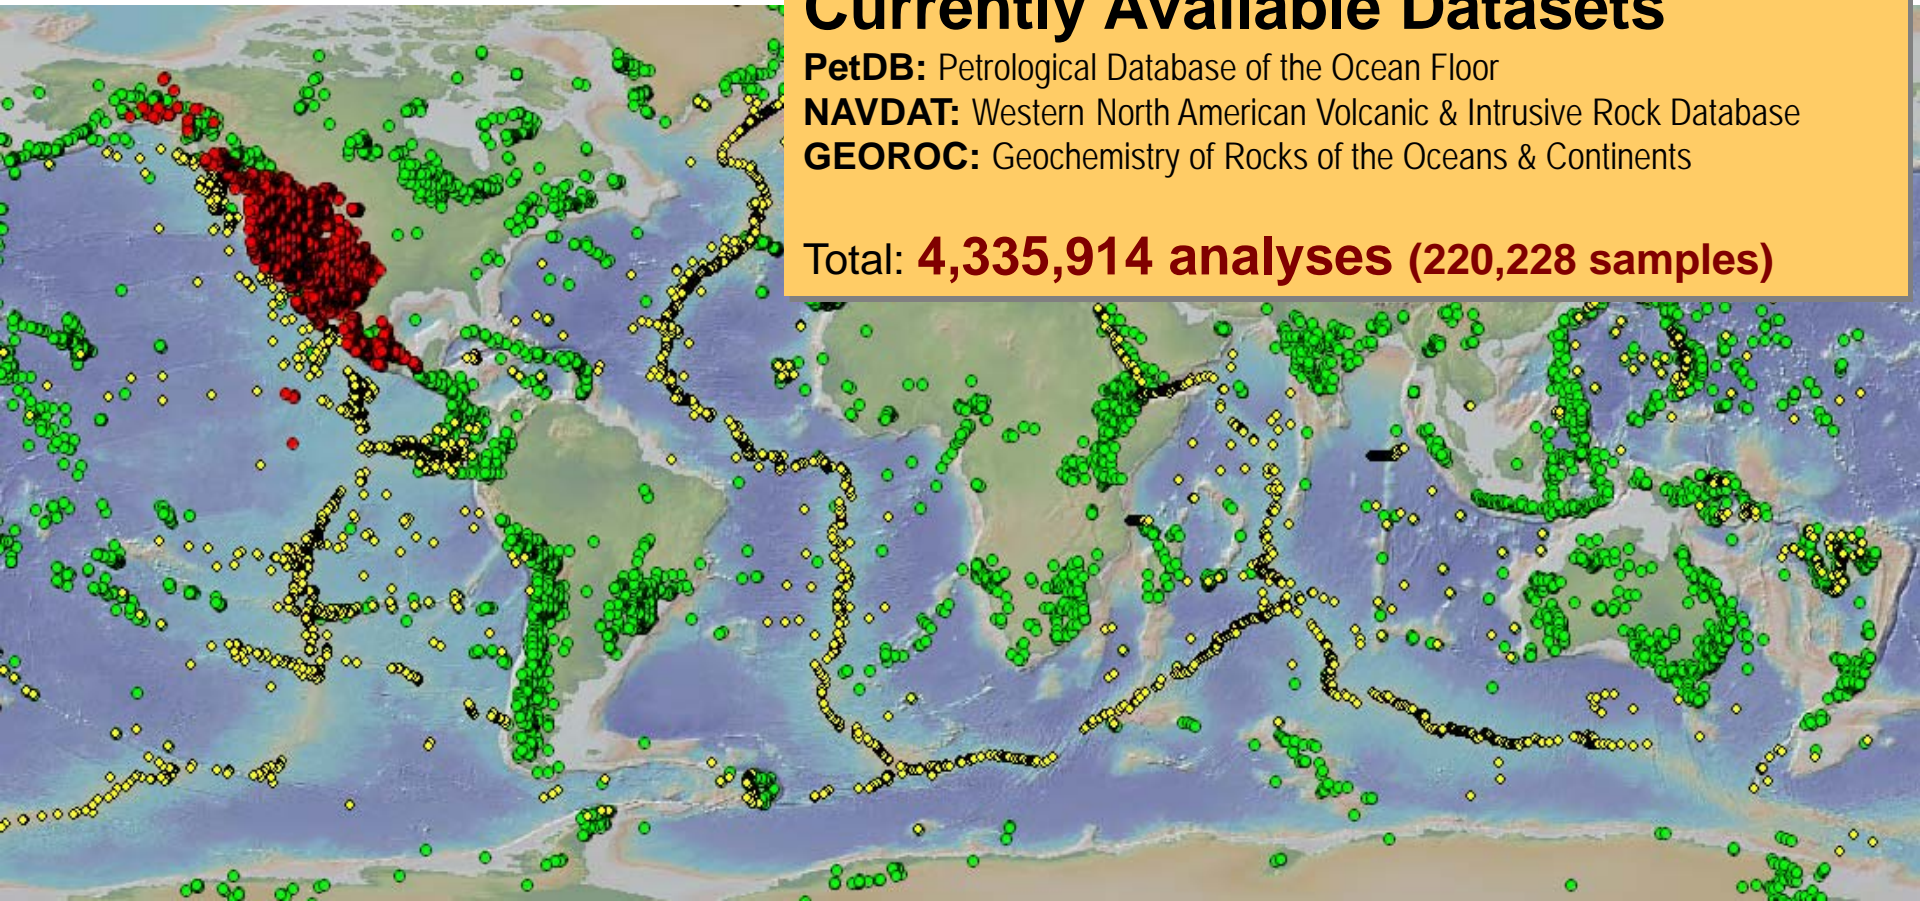 Currently Available Datasets
PetDB: Petrological Database of the Ocean Floor
NAVDAT: Western North American Volcanic & Intrusive Rock Database
GEOROC: Geochemistry of Rocks of the Oceans & Continents
Total: 4,335,914 analyses (220,228 samples)